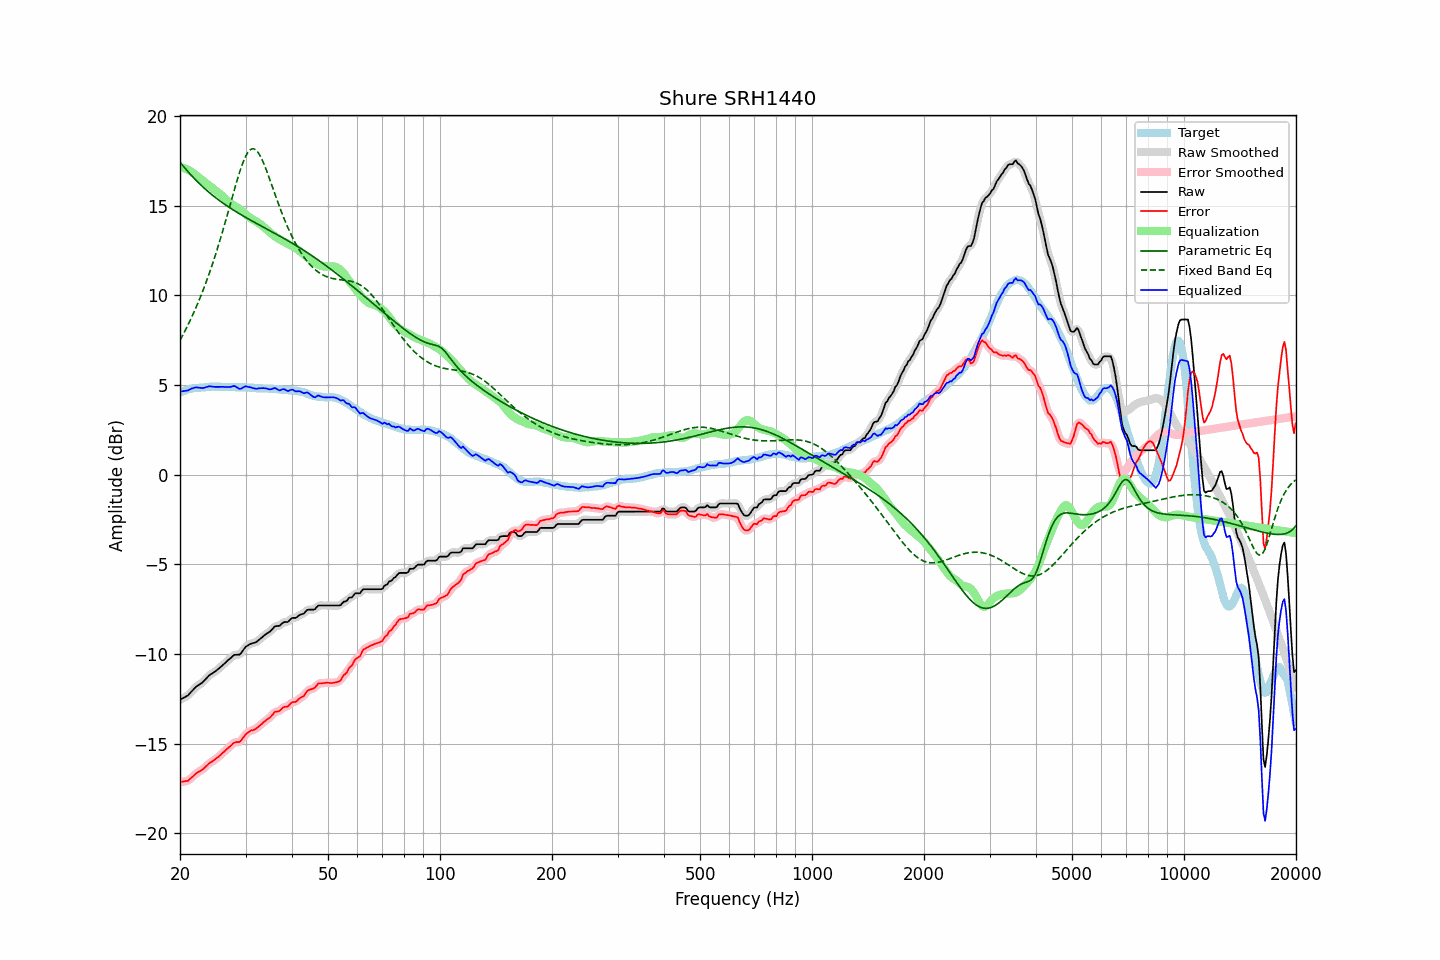 Shure SRH1440
20
15
10
5
0
−5
−10
−15
−20
Amplitude (dBr)
Target
Raw Smoothed
Error Smoothed
Raw
Error
Equalization
Parametric Eq
Fixed Band Eq
Equalized
20 50 100 200 500 1000 2000 5000 10000 20000
Frequency (Hz)